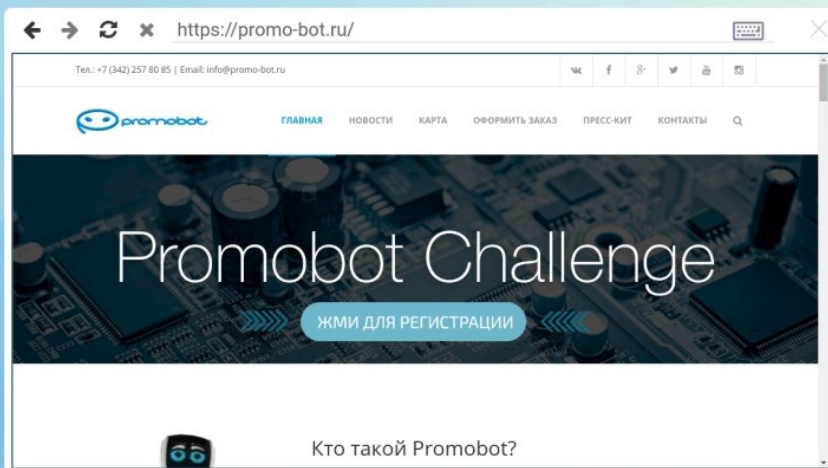 https://promo-bot.ru/
Тел.: +7 (342) 257 80 85 | Email: info@promo-bot.ru
promobot
ГЛАВНАЯ НОВОСТИ КАРТА ОФОРМИТЬ ЗАКАЗ ПРЕСС-КИТ КОНТАКТЫ
Promobot Challenge
ЖМИ ДЛЯ РЕГИСТРАЦИИ
Кто такой Promobot?